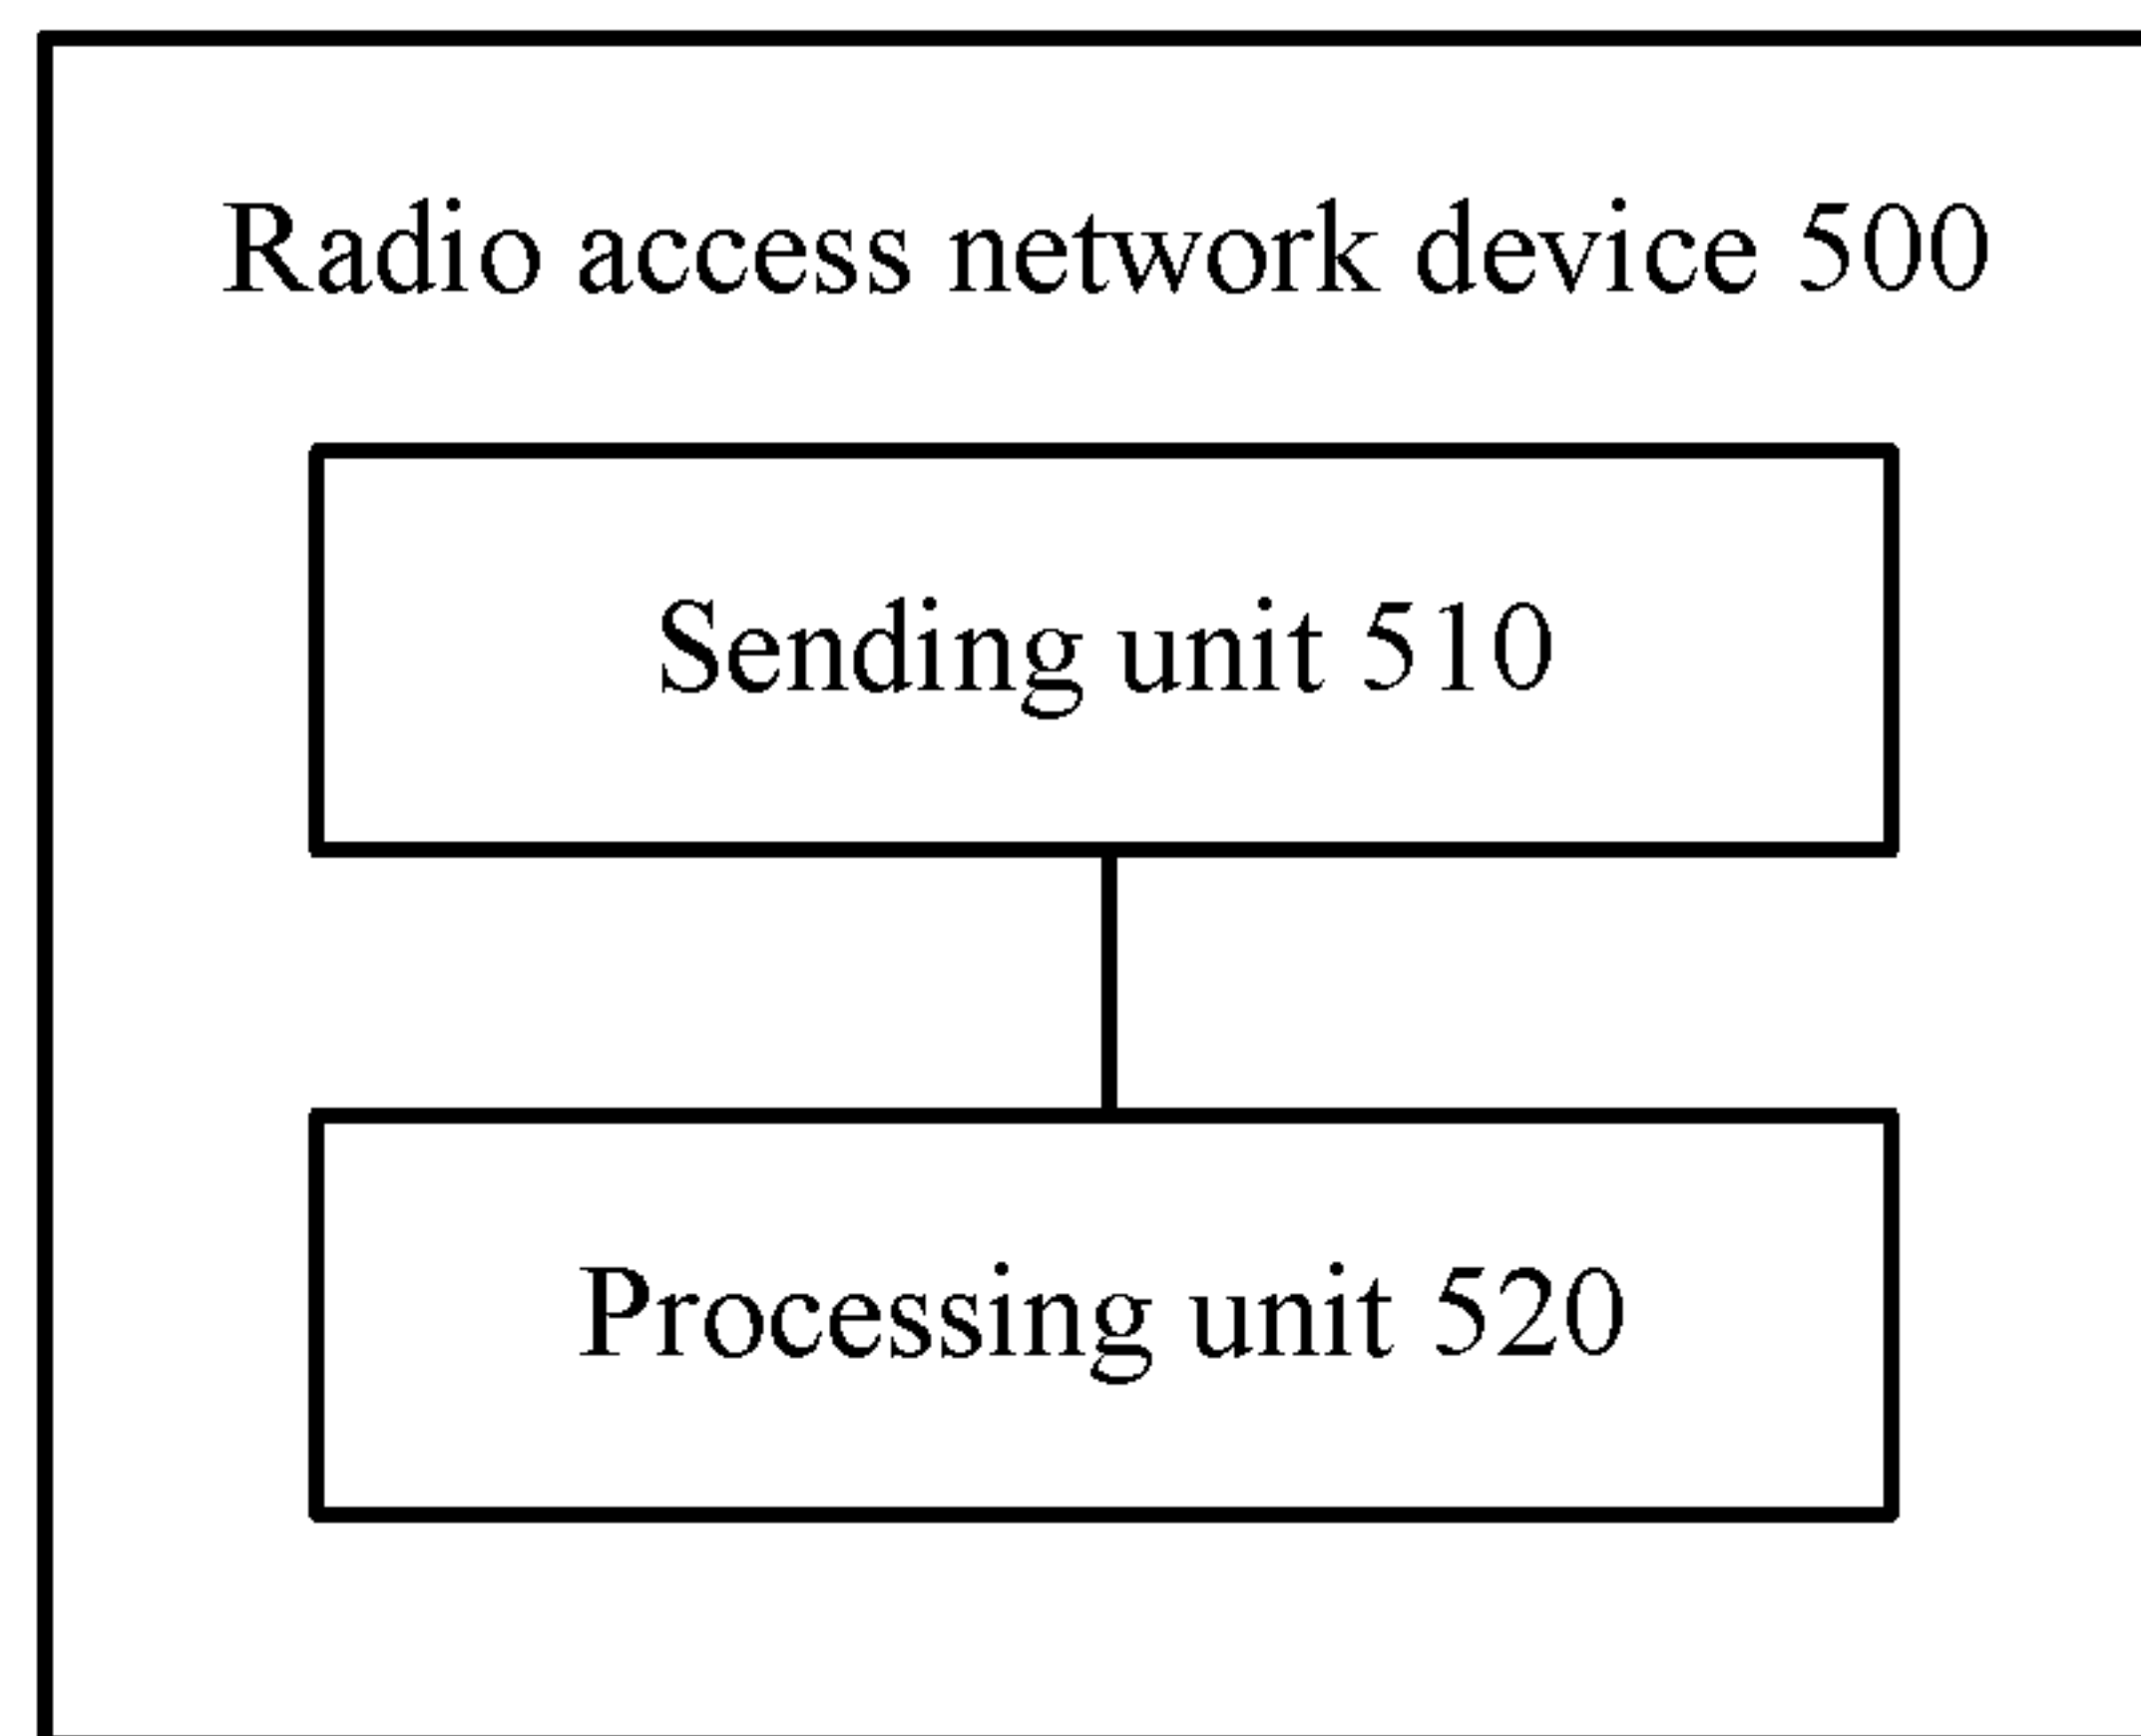 Radio access network device 500
Sending unit 510
Processing unit 520